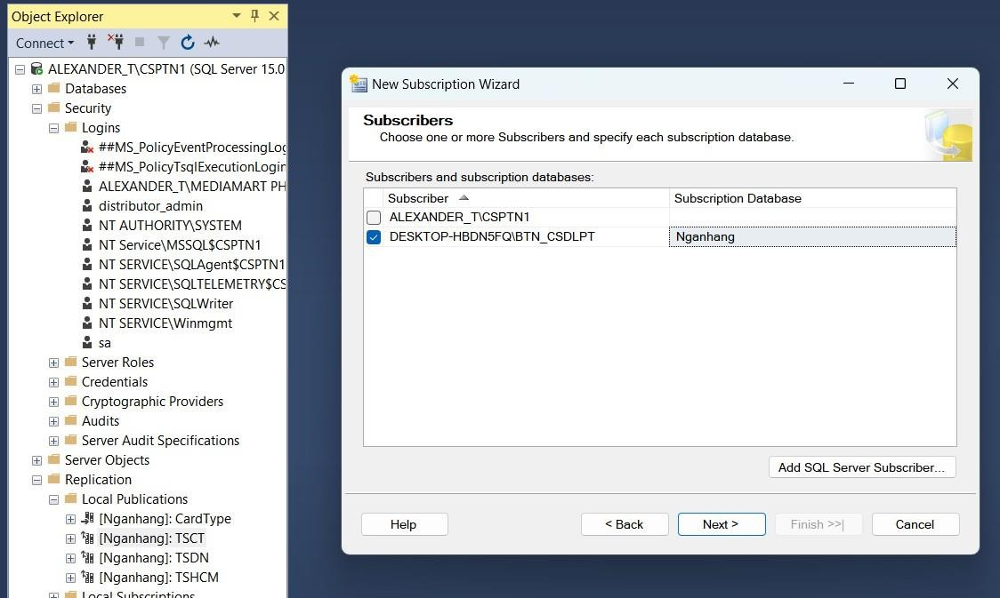 Object Explorer
Connect
ALEXANDER_T\CSPTN1 (SQL Server 15.0
Databases
Security
Logins
##MS_PolicyEventProcessingLog
##MS_PolicyTsqlExecutionLogin
ALEXANDER_T\MEDIAMART PH
distributor_admin
NT AUTHORITY\SYSTEM
NT Service\MSSQL$CSPTN1
NT SERVICE\SQLAgent$CSPTN1
NT SERVICE\SQLTELEMETRY$CS
NT SERVICE\SQLWriter
NT SERVICE\Winmgmt
sa
Server Roles
Credentials
Cryptographic Providers
Audits
Server Audit Specifications
Server Objects
Replication
Local Publications
[Nganhang]: CardType
[Nganhang]: TSCT
[Nganhang]: TSDN
[Nganhang]: TSHCM
Local Subscriptions
New Subscription Wizard
Subscribers
Choose one or more Subscribers and specify each subscription database.
Subscribers and subscription databases:
Subscriber Subscription Database
ALEXANDER_T\CSPTN1
DESKTOP-HBDN5FQ\BTN_CSDLPT Nganhang
Add SQL Server Subscriber...
Help < Back Next > Finish >>| Cancel